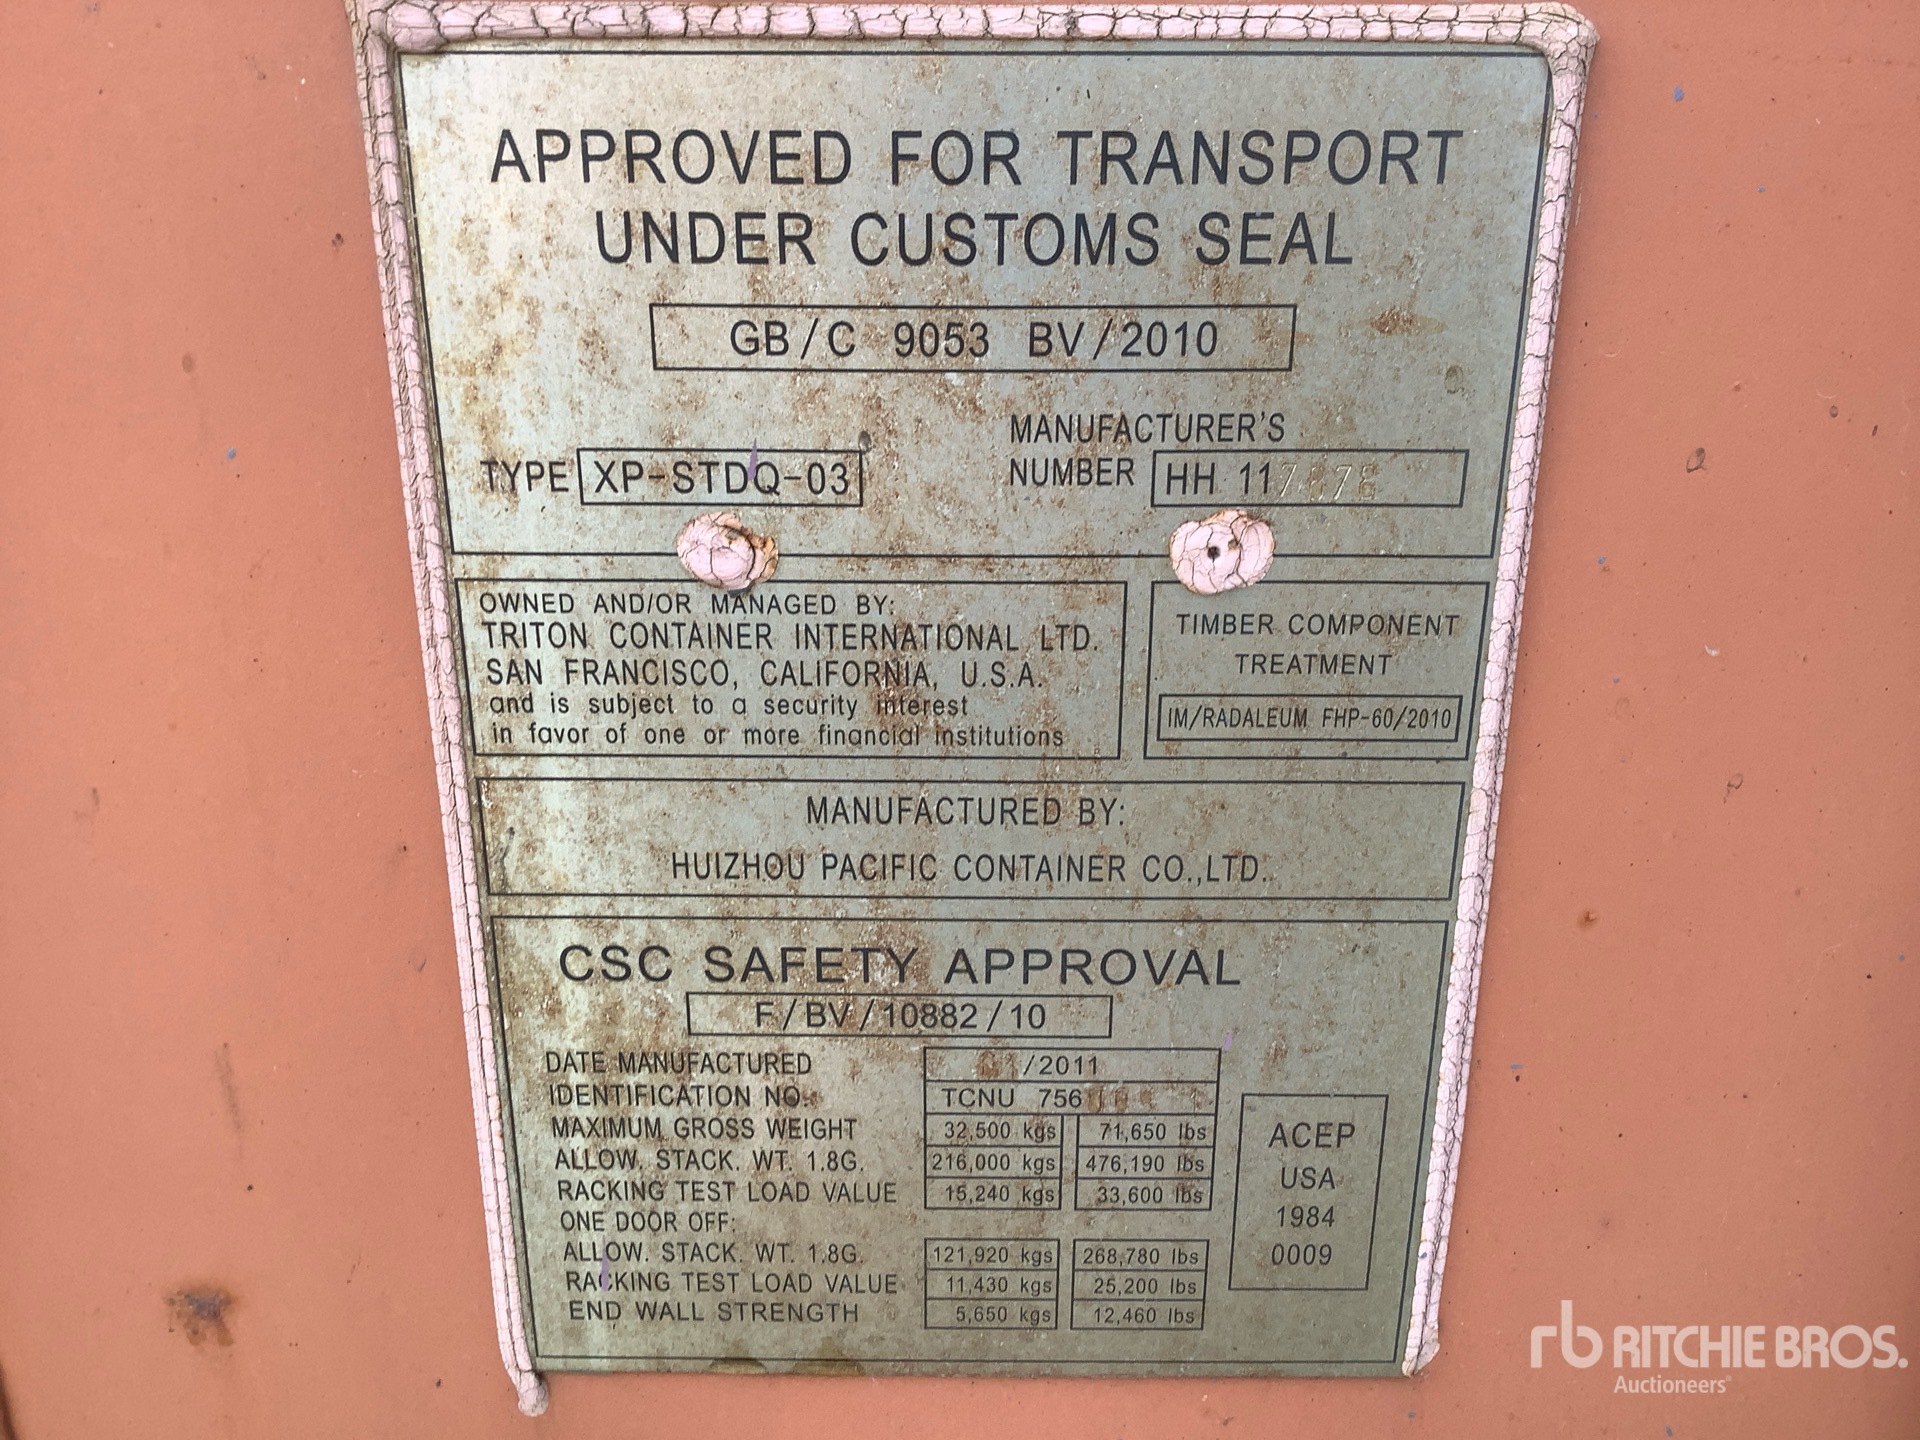 APPROVED FOR TRANSPORT
UNDER CUSTOMS SEAL
GB/C 9053 BV/2010
TYPE XP-STDQ-03
MANUFACTURER'S
NUMBER HH 11
OWNED AND/OR MANAGED BY:
TRITON CONTAINER INTERNATIONAL LTD.
SAN FRANCISCO, CALIFORNIA, U.S.A.
and is subject to a security interest
in favor of one or more financial institutions
TIMBER COMPONENT
TREATMENT
IM/RADALEUM FHP-60/2010
MANUFACTURED BY:
HUIZHOU PACIFIC CONTAINER CO.,LTD.
CSC SAFETY APPROVAL
F/BV/10882/10
DATE MANUFACTURED /2011
IDENTIFICATION NO. TCNU 756
MAXIMUM GROSS WEIGHT 32,500 kgs 71,650 lbs
ALLOW. STACK. WT. 1.8G. 216,000 kgs 476,190 lbs
RACKING TEST LOAD VALUE 15,240 kgs 33,600 lbs
ONE DOOR OFF:
ALLOW. STACK. WT. 1.8G. 121,920 kgs 268,780 lbs
RACKING TEST LOAD VALUE 11,430 kgs 25,200 lbs
END WALL STRENGTH 5,650 kgs 12,460 lbs
ACEP
USA
1984
0009
rb RITCHIE BROS.
Auctioneers